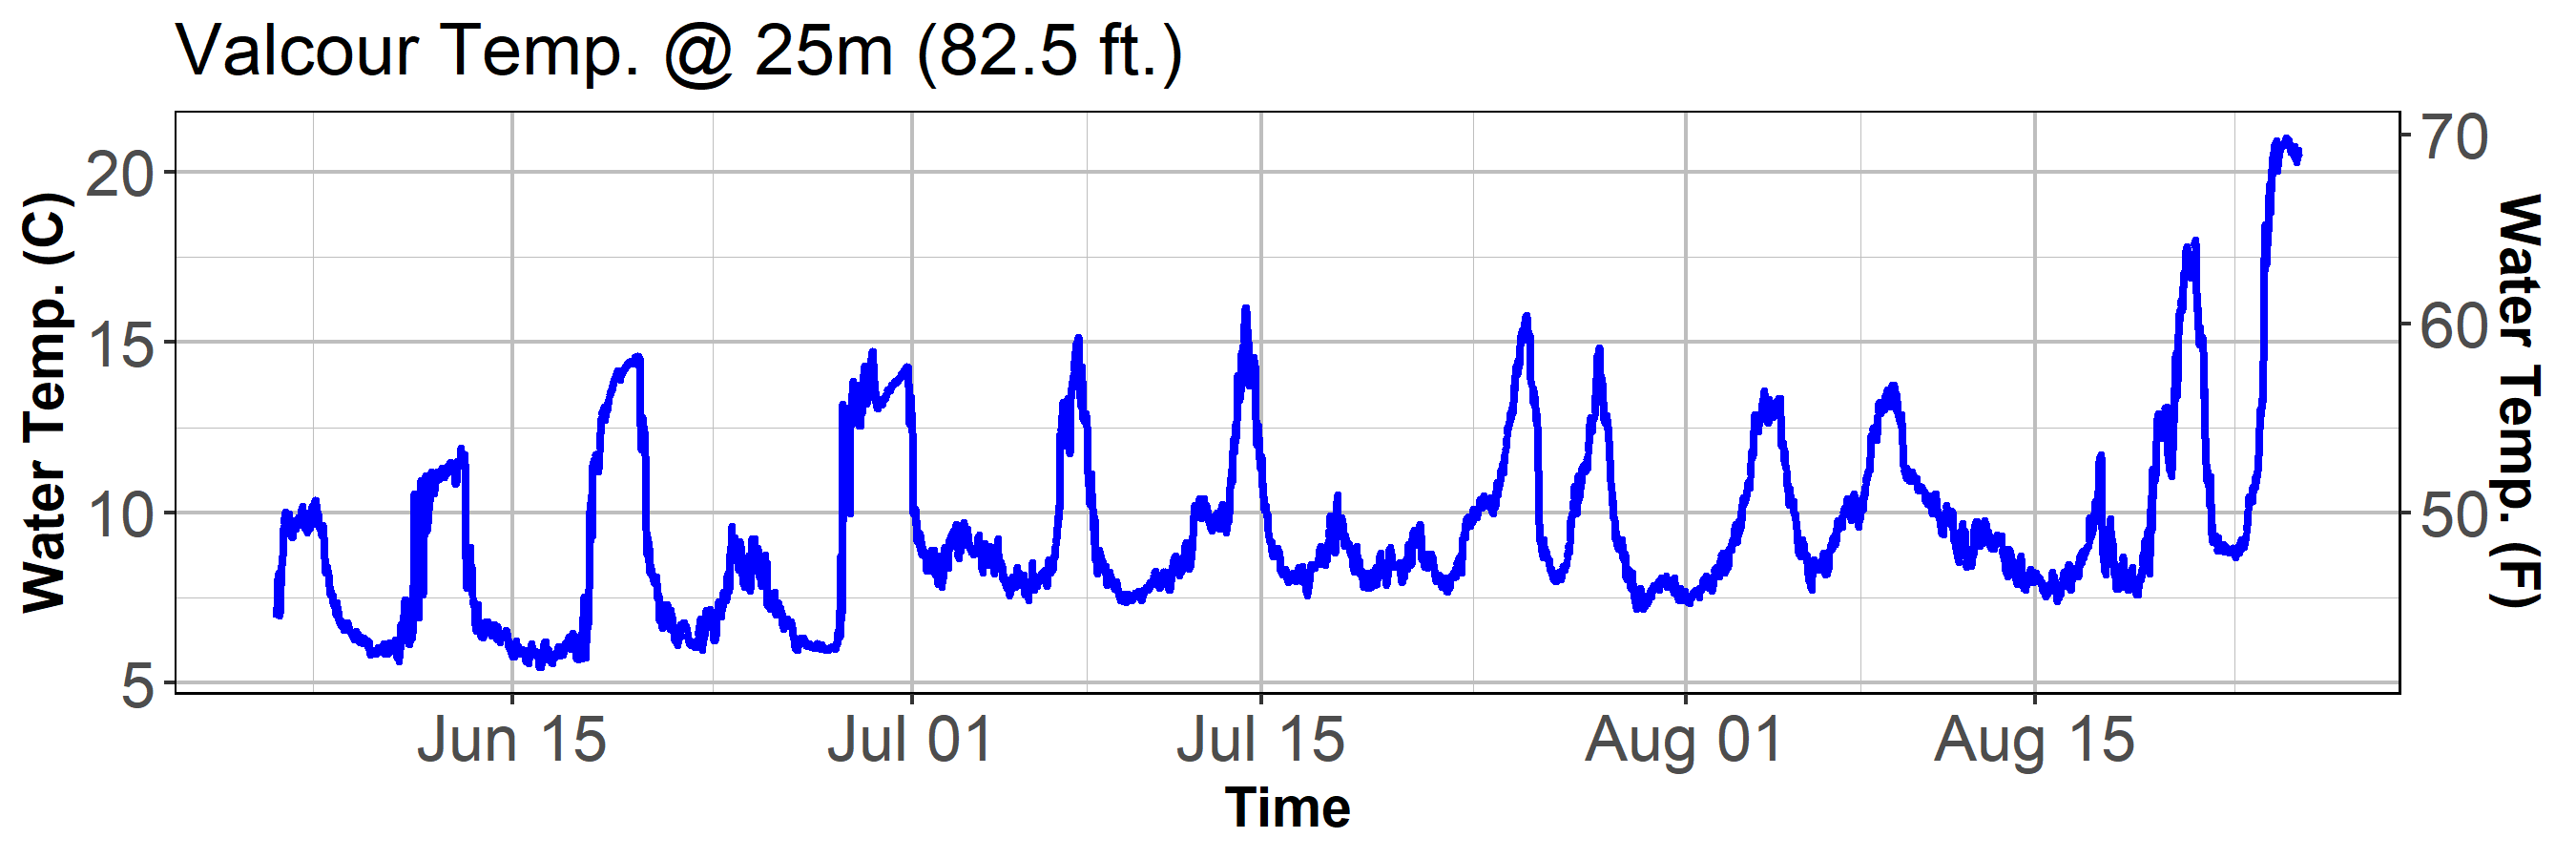 Valcour Temp. @ 25m (82.5 ft.)
Water Temp. (C)
20
15
10
5
70
60
50
Water Temp. (F)
Jun 15 Jul 01 Jul 15 Aug 01 Aug 15
Time